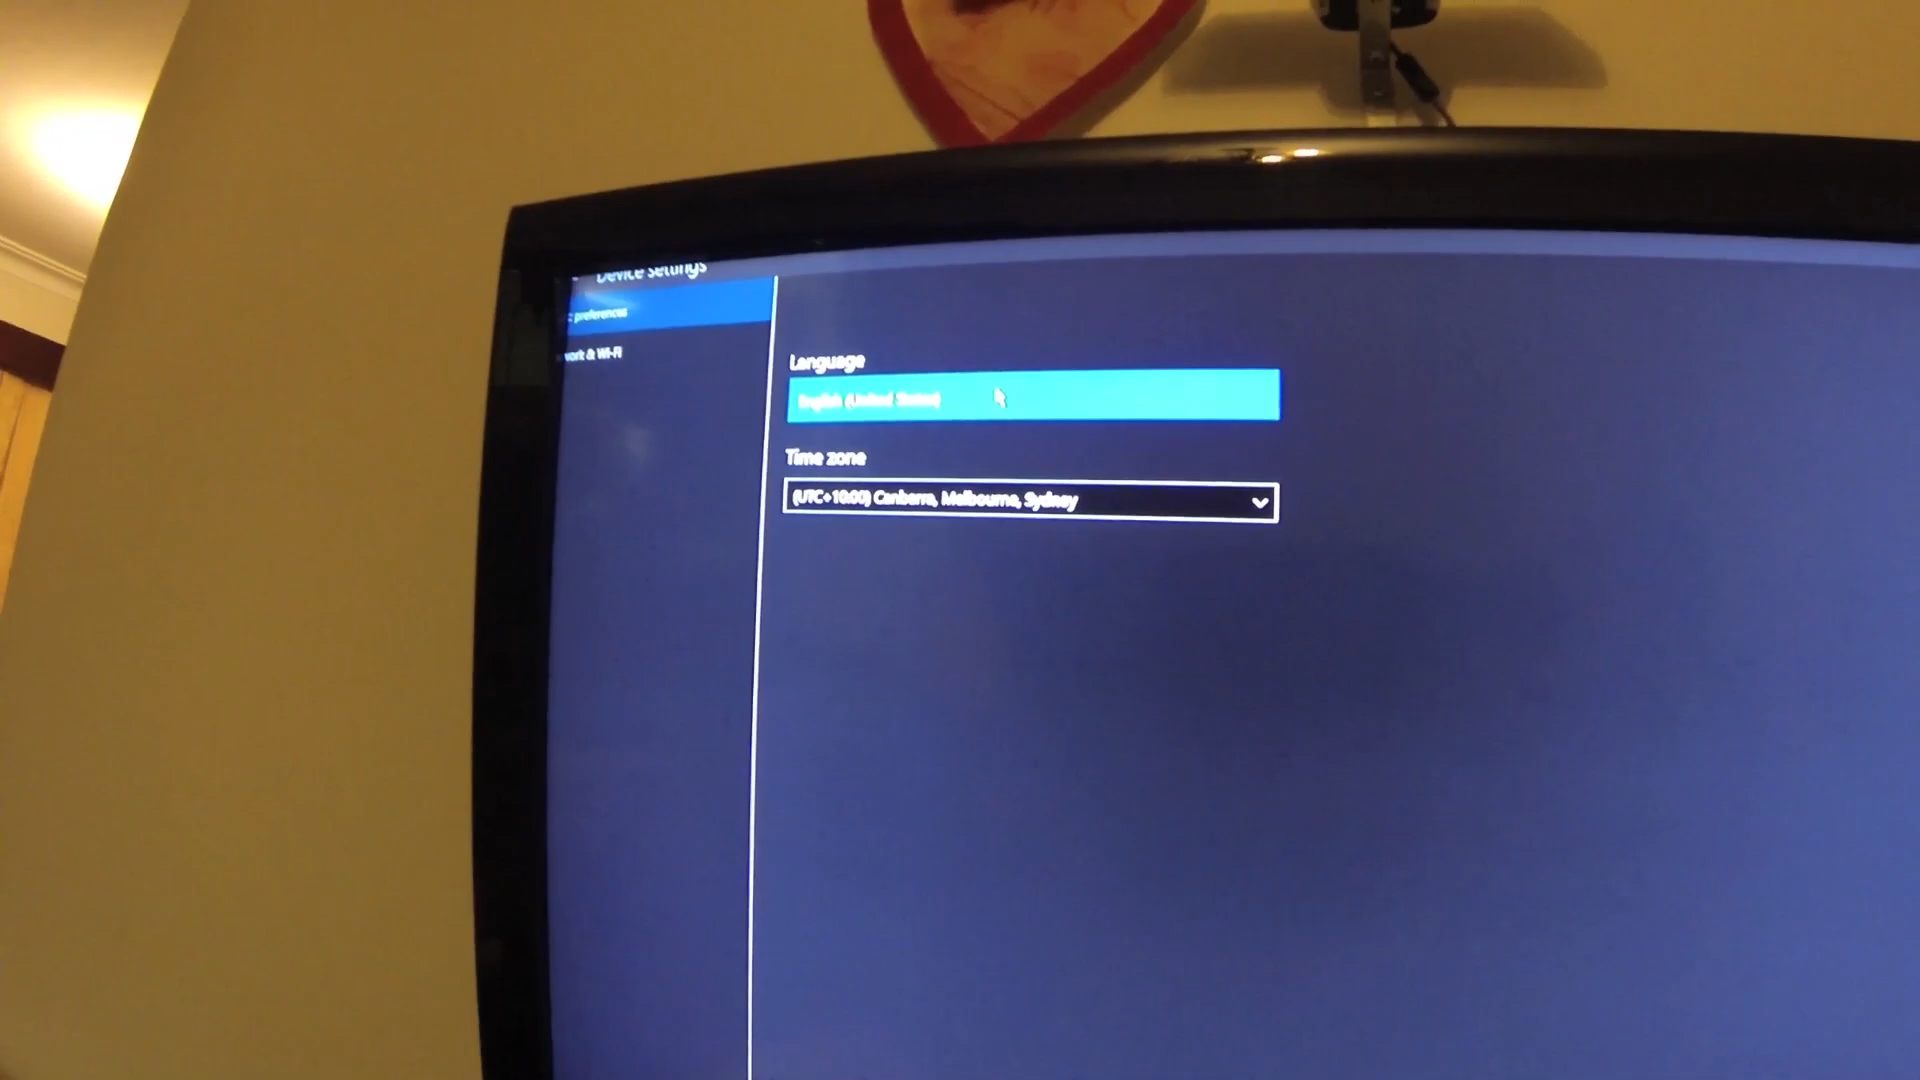 Device settings
preferences
work & Wi-Fi
Language
English (United States)
Time zone
(UTC+10:00) Canberra, Melbourne, Sydney